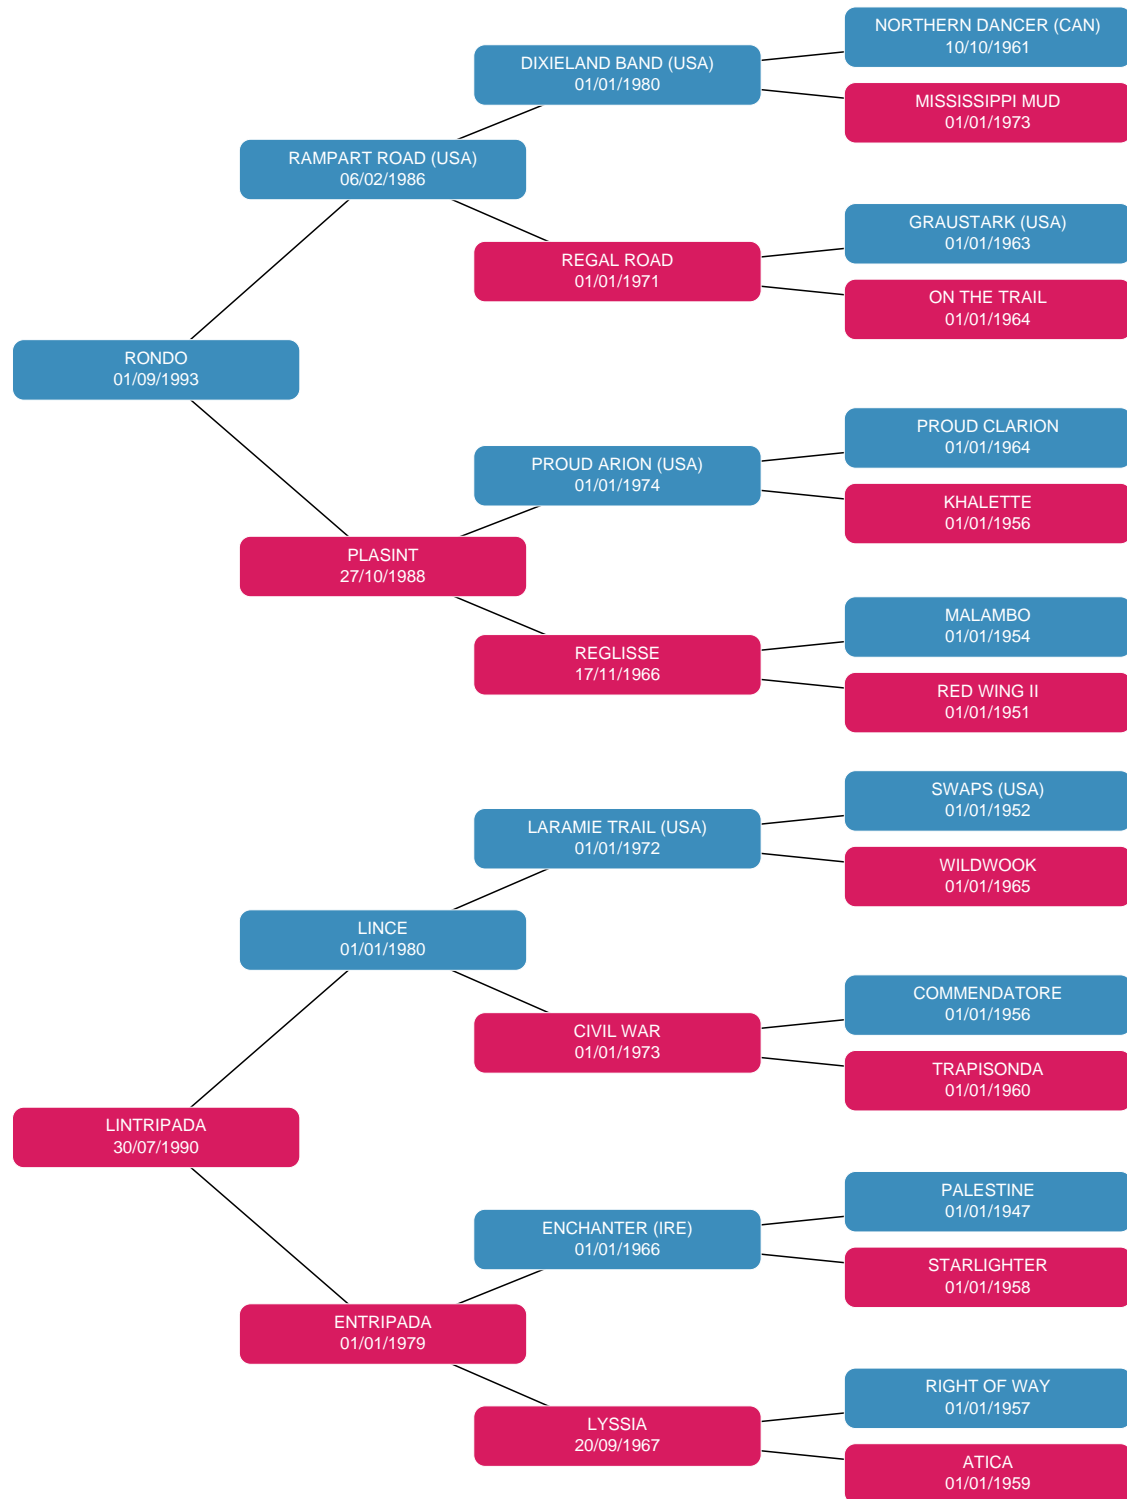 NORTHERN DANCER (CAN)
10/10/1961
DIXIELAND BAND (USA)
01/01/1980
MISSISSIPPI MUD
01/01/1973
RAMPART ROAD (USA)
06/02/1986
GRAUSTARK (USA)
01/01/1963
REGAL ROAD
01/01/1971
ON THE TRAIL
01/01/1964
RONDO
01/09/1993
PROUD CLARION
01/01/1964
PROUD ARION (USA)
01/01/1974
KHALETTE
01/01/1956
PLASINT
27/10/1988
MALAMBO
01/01/1954
REGLISSE
17/11/1966
RED WING II
01/01/1951
SWAPS (USA)
01/01/1952
LARAMIE TRAIL (USA)
01/01/1972
WILDWOOK
01/01/1965
LINCE
01/01/1980
COMMENDATORE
01/01/1956
CIVIL WAR
01/01/1973
TRAPISONDA
01/01/1960
LINTRIPADA
30/07/1990
PALESTINE
01/01/1947
ENCHANTER (IRE)
01/01/1966
STARLIGHTER
01/01/1958
ENTRIPADA
01/01/1979
RIGHT OF WAY
01/01/1957
LYSSIA
20/09/1967
ATICA
01/01/1959